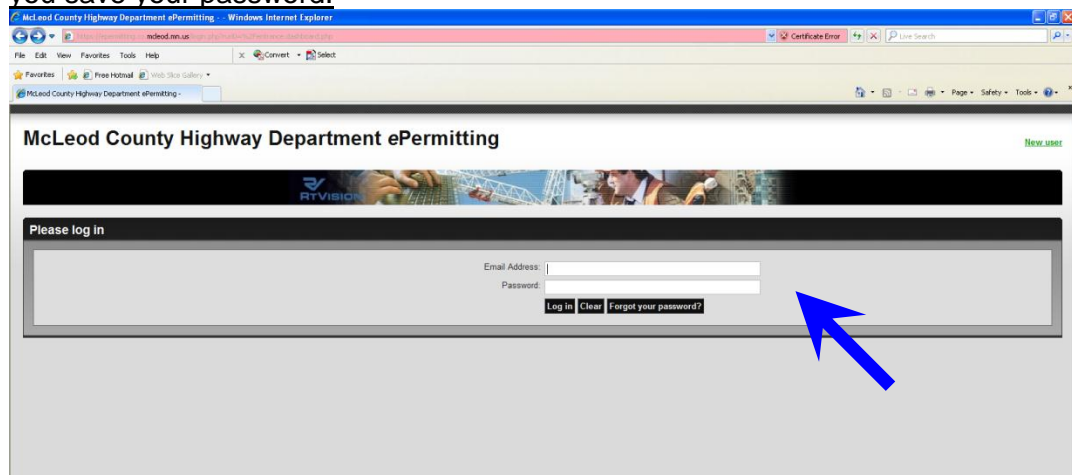 you save your password.
McLeod County Highway Department ePermitting - - Windows Internet Explorer
mcleod.mn.us
Certificate Error
Live Search
File Edit View Favorites Tools Help
x Convert Select
Favorites Free Hotmail Web Slice Gallery
McLeod County Highway Department ePermitting -
Page Safety Tools
McLeod County Highway Department ePermitting
New user
RTVISION
Please log in
Email Address:
Password:
Log in Clear Forgot your password?